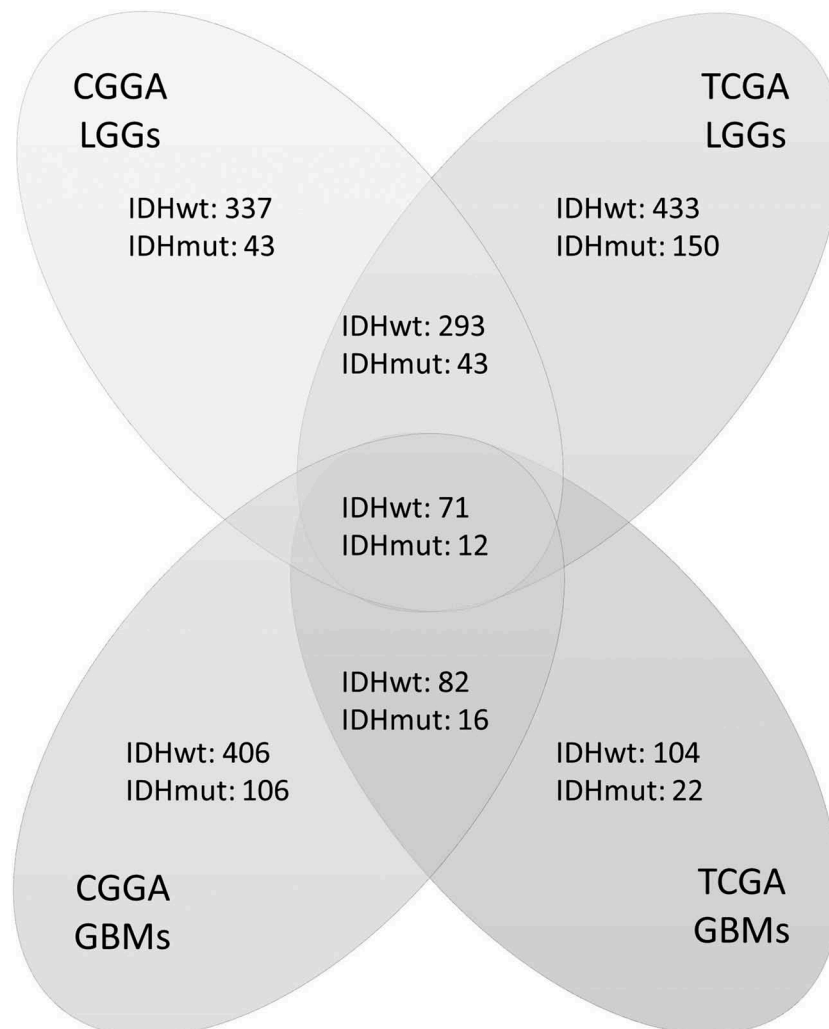 CGGA
LGGs
TCGA
LGGs
IDHwt: 337
IDHmut: 43
IDHwt: 433
IDHmut: 150
IDHwt: 293
IDHmut: 43
IDHwt: 71
IDHmut: 12
IDHwt: 82
IDHmut: 16
IDHwt: 406
IDHmut: 106
IDHwt: 104
IDHmut: 22
CGGA
GBMs
TCGA
GBMs